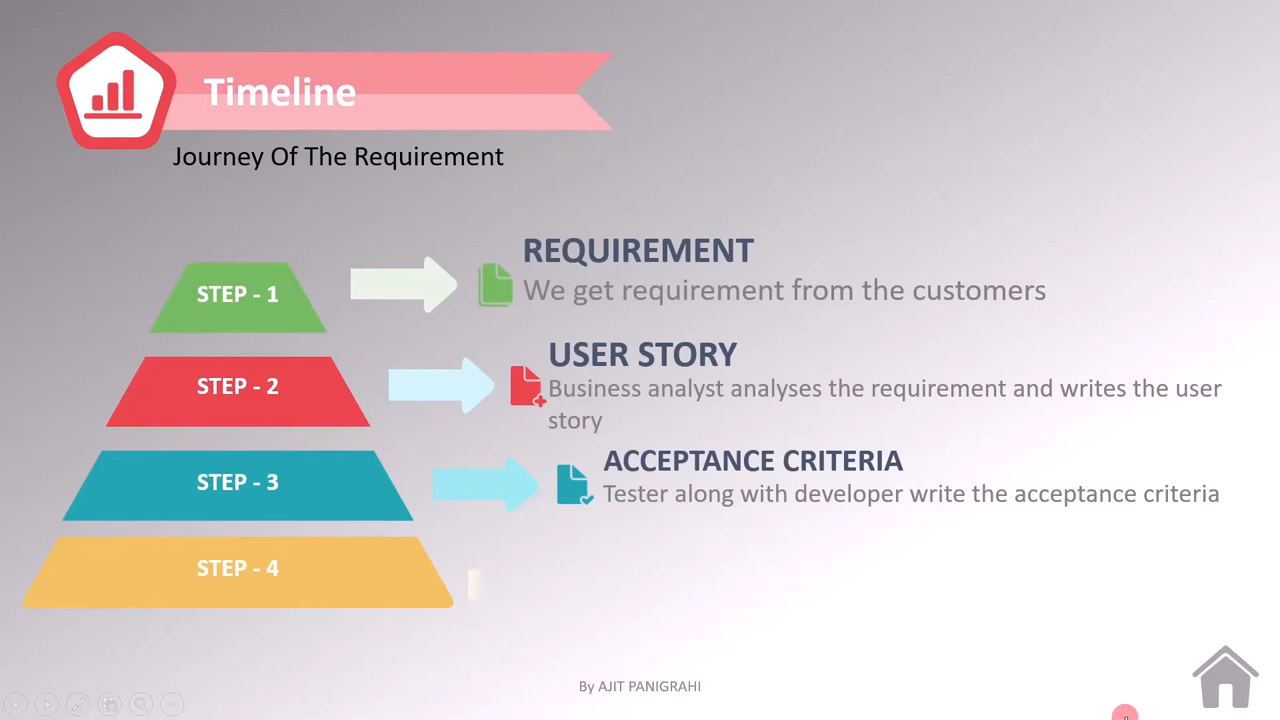 Timeline
Journey Of The Requirement
STEP - 1
REQUIREMENT
We get requirement from the customers
STEP - 2
USER STORY
Business analyst analyses the requirement and writes the user
story
STEP - 3
ACCEPTANCE CRITERIA
Tester along with developer write the acceptance criteria
STEP - 4
By AJIT PANIGRAHI